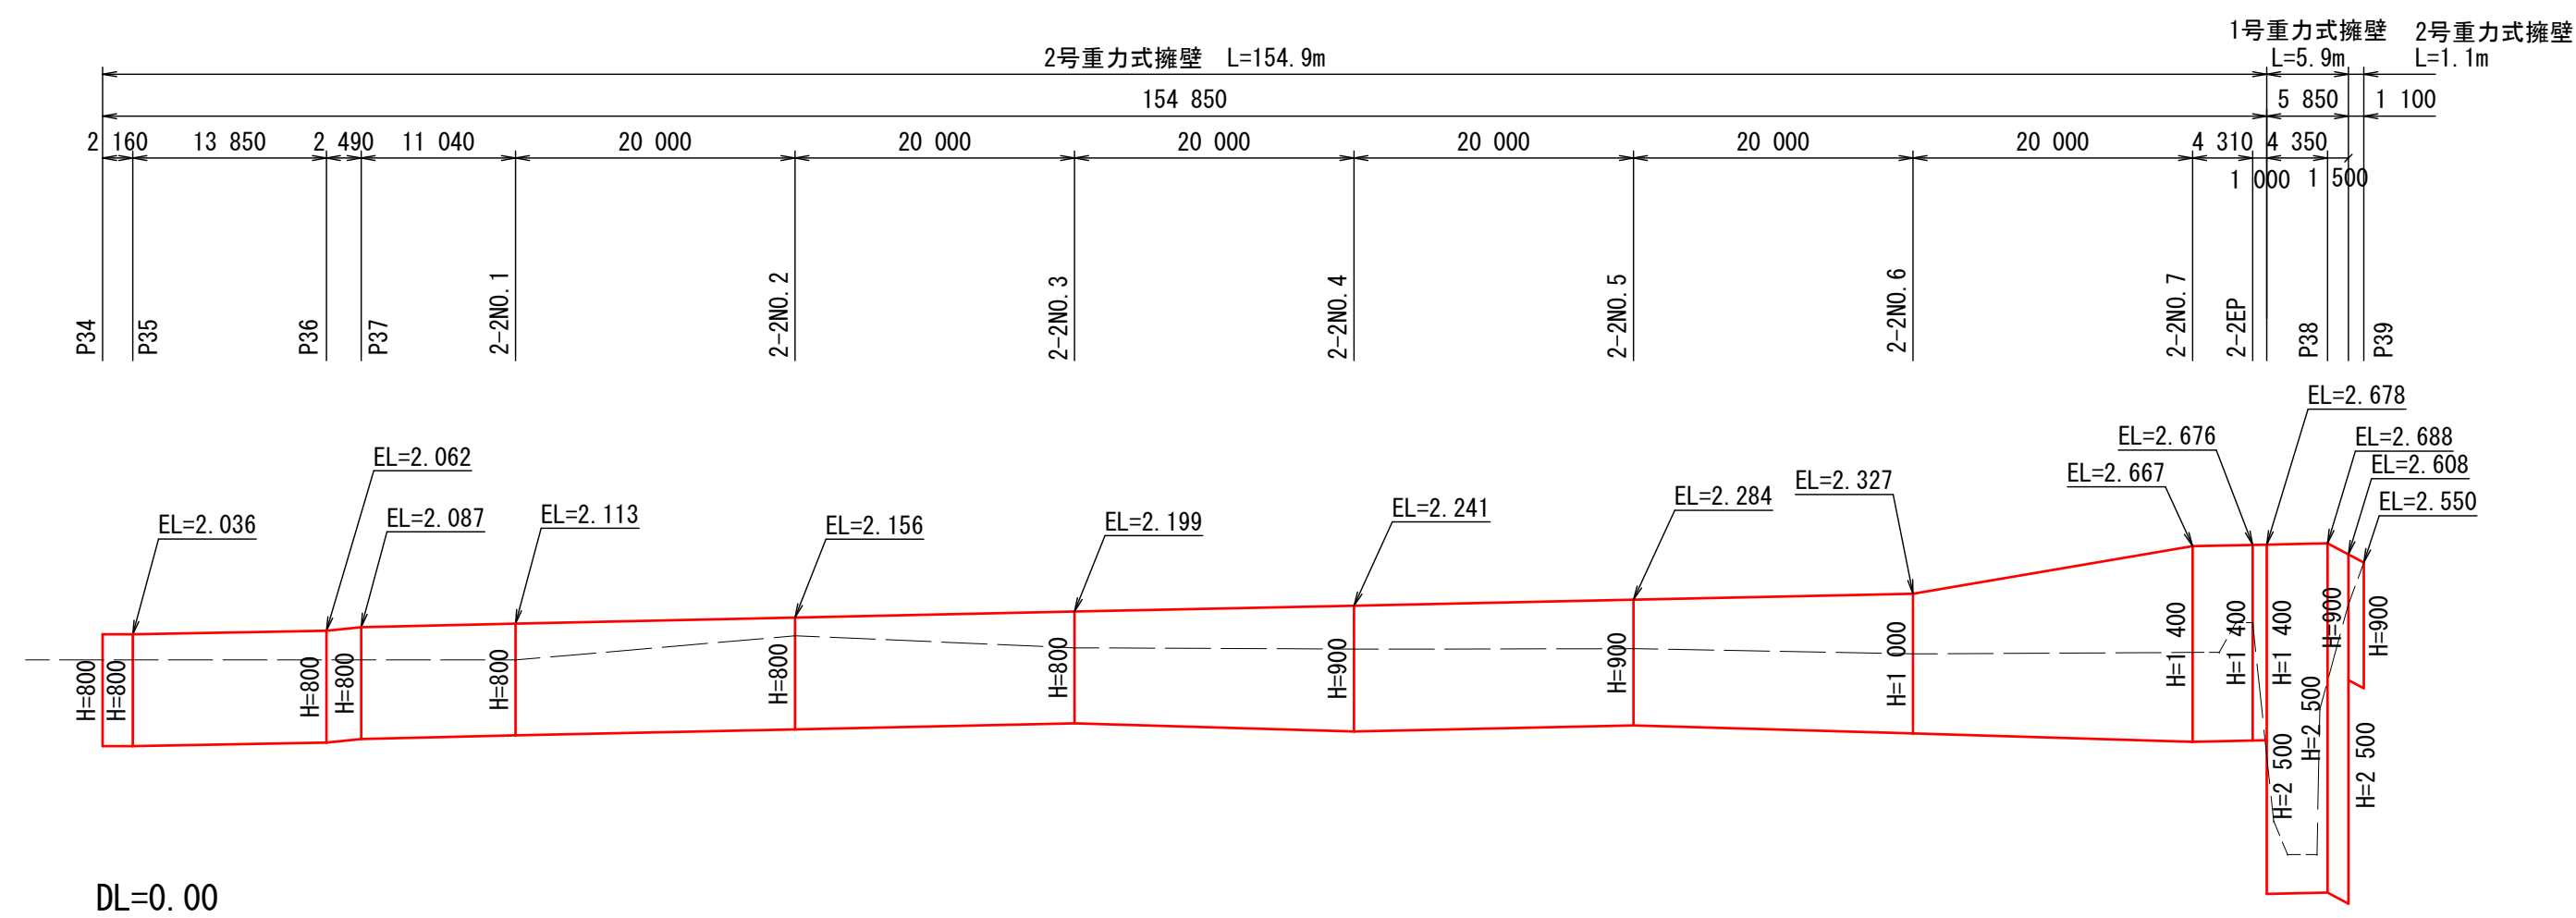 1号重力式擁壁 2号重力式擁壁
2号重力式擁壁 L=154.9m L=5.9m L=1.1m
154 850 5 850 1 100
2 160 13 850 2 490 11 040 20 000 20 000 20 000 20 000 20 000 20 000 4 310 4 350
1 000 1 500
P34 P35 P36 P37 2-2NO.1 2-2NO.2 2-2NO.3 2-2NO.4 2-2NO.5 2-2NO.6 2-2NO.7 2-2EP P38 P39
EL=2.678
EL=2.676 EL=2.688
EL=2.062 EL=2.667 EL=2.608
EL=2.327
EL=2.284 EL=2.550
EL=2.241
EL=2.036 EL=2.087 EL=2.113 EL=2.156 EL=2.199
H=800 H=800 H=800 H=800 H=800 H=800 H=800 H=900 H=900 H=1 000 H=1 400 H=1 400 H=1 400 H=900 H=900
H=2 500 H=2 500 H=2 500
DL=0.00